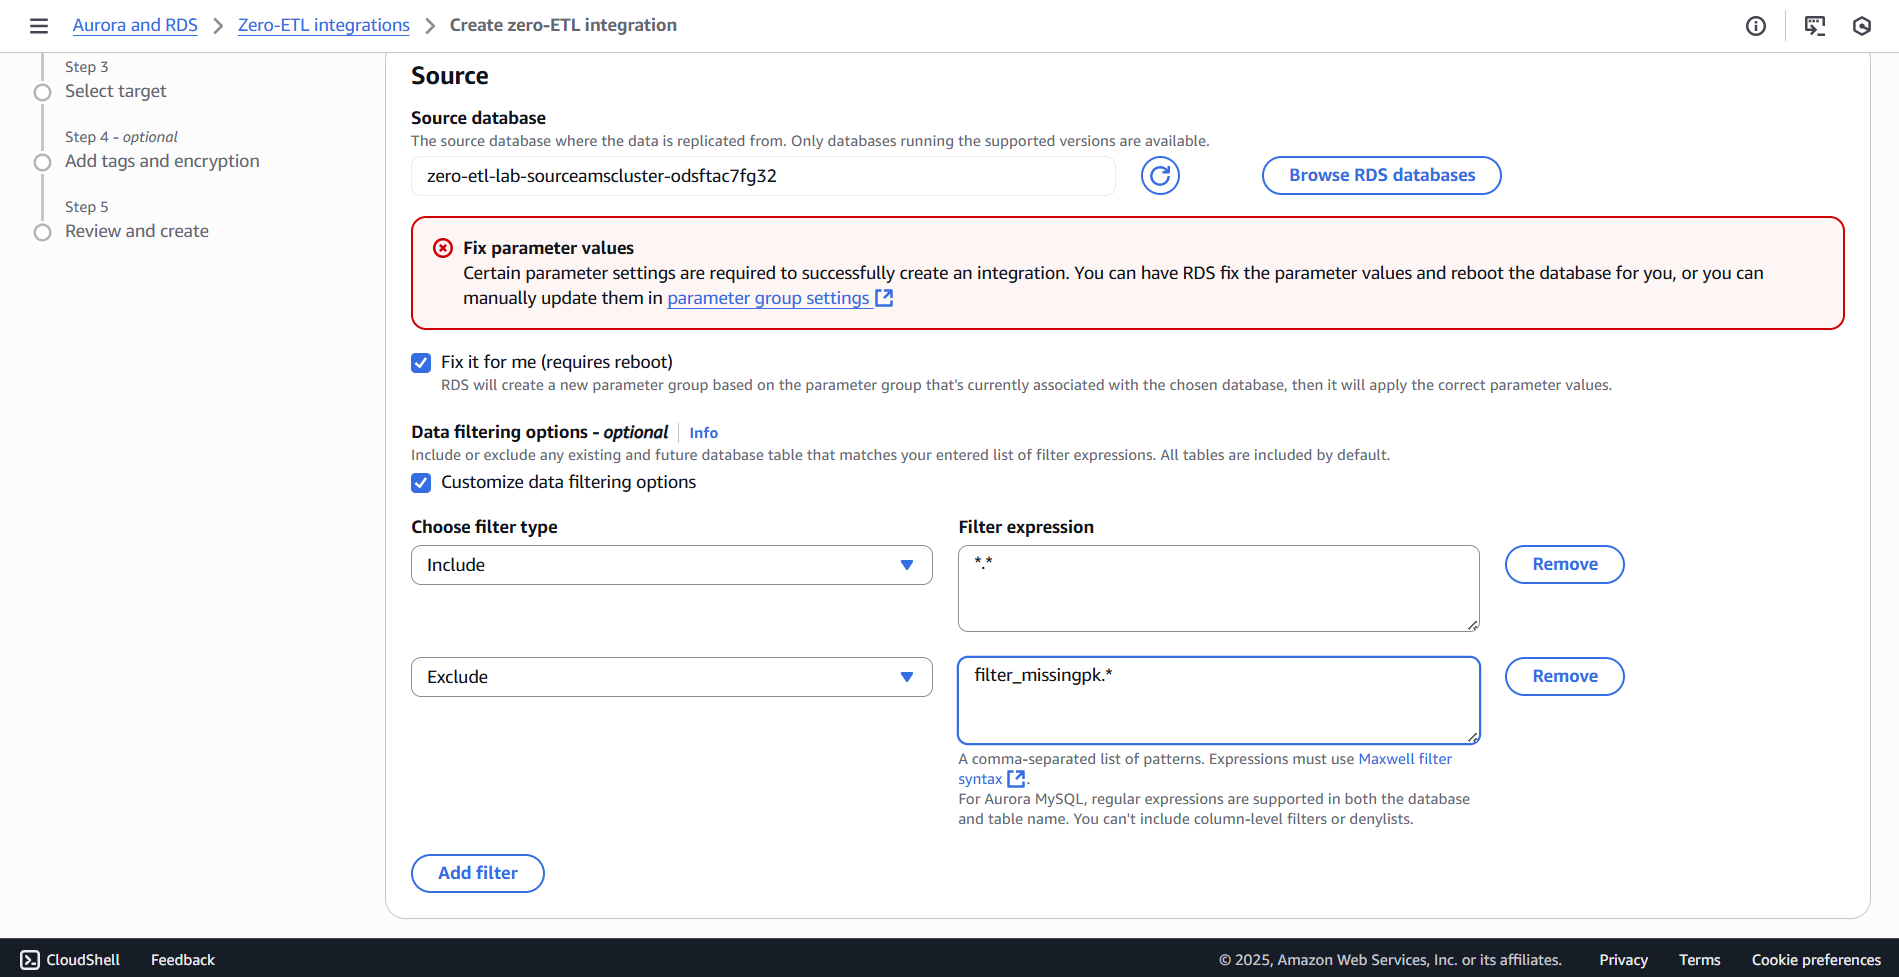 Aurora and RDS
Zero-ETL integrations
Create zero-ETL integration
Step 3
Select target
Step 4 - optional
Add tags and encryption
Step 5
Review and create
Source
Source database
The source database where the data is replicated from. Only databases running the supported versions are available.
zero-etl-lab-sourceamscluster-odsftac7fg32
Browse RDS databases
Fix parameter values
Certain parameter settings are required to successfully create an integration. You can have RDS fix the parameter values and reboot the database for you, or you can
manually update them in parameter group settings
Fix it for me (requires reboot)
RDS will create a new parameter group based on the parameter group that's currently associated with the chosen database, then it will apply the correct parameter values.
Data filtering options - optional
Info
Include or exclude any existing and future database table that matches your entered list of filter expressions. All tables are included by default.
Customize data filtering options
Choose filter type
Filter expression
Include
*.*
Remove
Exclude
filter_missingpk.*
Remove
A comma-separated list of patterns. Expressions must use Maxwell filter
syntax .
For Aurora MySQL, regular expressions are supported in both the database
and table name. You can't include column-level filters or denylists.
Add filter
CloudShell
Feedback
© 2025, Amazon Web Services, Inc. or its affiliates.
Privacy
Terms
Cookie preferences